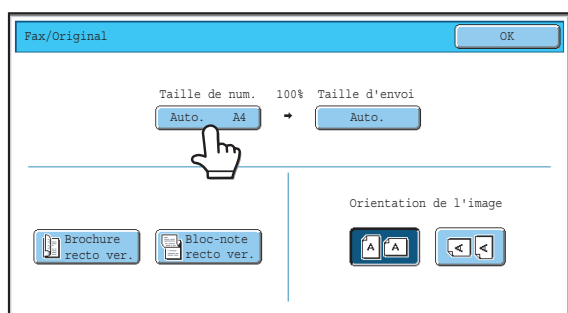 Fax/Original
OK
Taille de num. 100% Taille d'envoi
Auto. A4 → Auto.
Orientation de l'image
Brochure
recto ver.
Bloc-note
recto ver.
A A A A